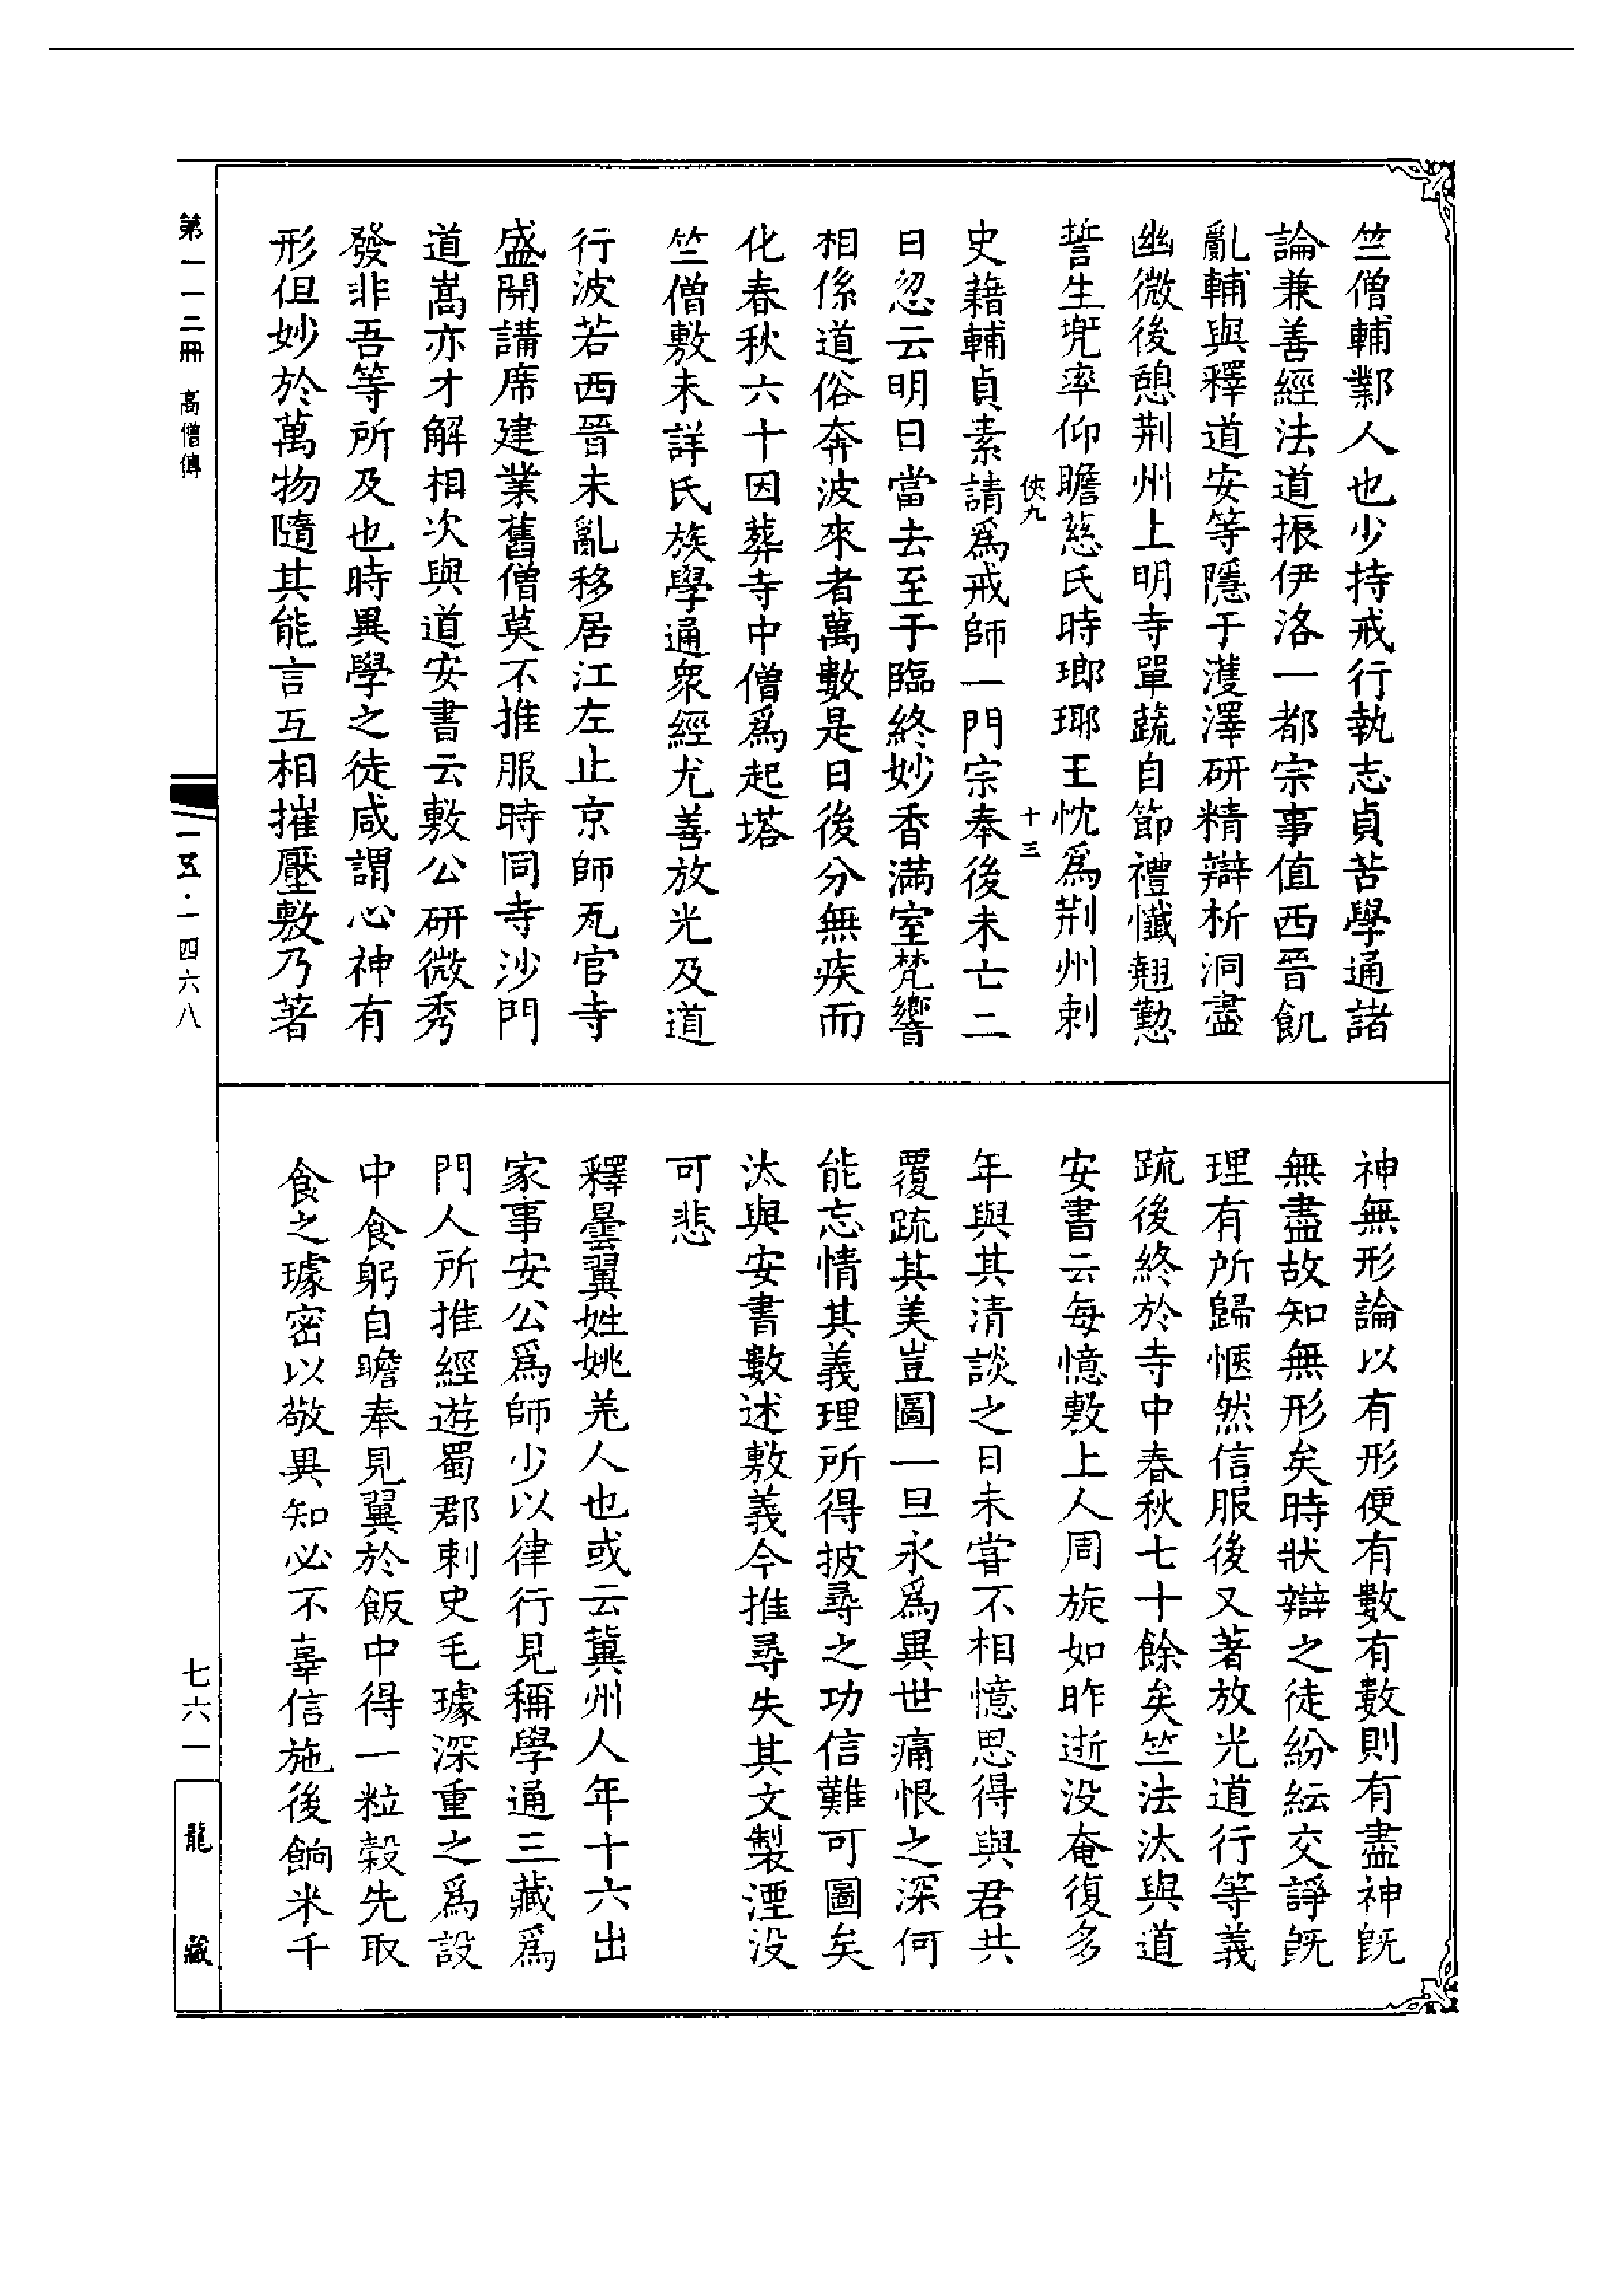 竺僧輔鄴人也少持戒行執志貞苦學通諸
論兼善經法道振伊洛一都宗事值西晉飢
亂輔與釋道安等隱于濩澤研精辯析洞盡
幽微後憩荆州上明寺單蔬自節禮懺翹懃
誓生兜率仰瞻慈氏時瑯瑘王忱爲荆州刺
俠九 十三
史藉輔貞素請爲戒師一門宗奉後未亡二
日忽云明日當去至于臨終妙香滿室梵響
相係道俗奔波來者萬數是日後分無疾而
化春秋六十因葬寺中僧爲起塔
竺僧敷未詳氏族學通衆經尤善放光及道
行波若西晉末亂移居江左止京師瓦官寺
盛開講席建業舊僧莫不推服時同寺沙門
道嵩亦才解相次與道安書云敷公研微秀
發非吾等所及也時異學之徒咸謂心神有
形但妙於萬物隨其能言互相摧壓敷乃著
神無形論以有形便有數有數則有盡神旣
無盡故知無形矣時狀辯之徒紛紜交諍旣
理有所歸愜然信服後又著放光道行等義
疏後終於寺中春秋七十餘矣竺法汰與道
安書云每憶敷上人周旋如昨逝没奄復多
年與其清談之日未甞不相憶思得與君共
覆疏其美豈圖一旦永爲異世痛恨之深何
能忘情其義理所得披尋之功信難可圖矣
汰與安書數述敷義今推尋失其文製湮没
可悲
釋曇翼姓姚羌人也或云冀州人年十六出
家事安公爲師少以律行見稱學通三藏爲
門人所推經遊蜀郡刺史毛璩深重之爲設
中食躬自瞻奉見翼於飯中得一粒穀先取
食之璩密以敬異知必不辜信施後餉米千
第一一二冊 高僧傳
一五·一四六八
七六一
龍藏